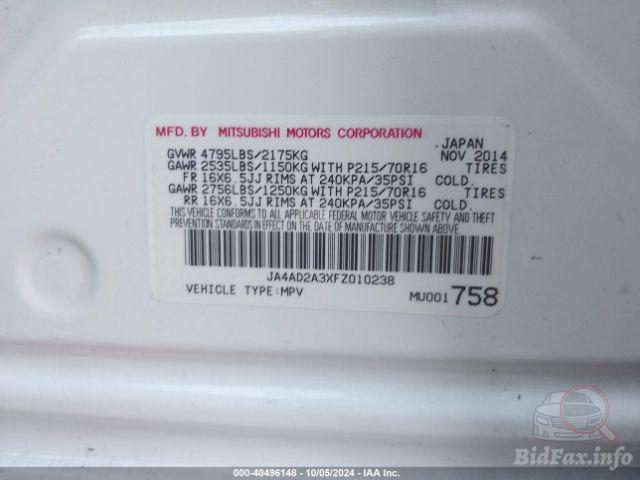 MFD. BY MITSUBISHI MOTORS CORPORATION
, JAPAN
GVWR 4795LBS/2175KG NOV 2014
GAWR 2535LBS/1150KG WITH P215/70R16 TIRES
FR 16X6.5JJ RIMS AT 240KPA/35PSI COLD.
GAWR 2756LBS/1250KG WITH P215/70R16 TIRES
RR 16X6.5JJ RIMS AT 240KPA/35PSI COLD.
THIS VEHICLE CONFORMS TO ALL APPLICABLE FEDERAL MOTOR VEHICLE SAFETY AND THEFT
PREVENTION STANDARDS IN EFFECT ON THE DATE OF MANUFACTURE SHOWN ABOVE.
JA4AD2A3XFZ010238
VEHICLE TYPE:MPV MU001 758
BidFax.info
000-40496148 - 10/05/2024 - IAA Inc.